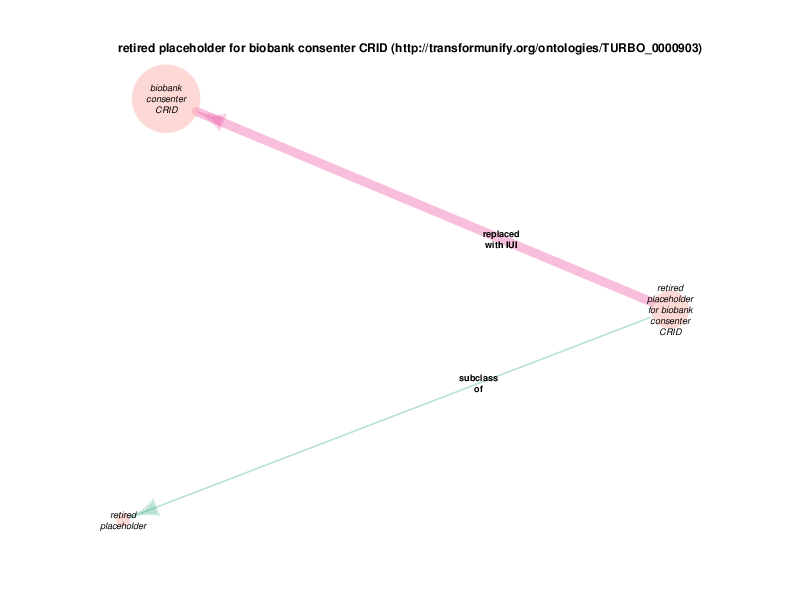 retired placeholder for biobank consenter CRID (http://transformunify.org/ontologies/TURBO_0000903)
biobank
consenter
CRID
replaced
with IUI
retired
placeholder
for biobank
consenter
CRID
subclass
of
retired
placeholder